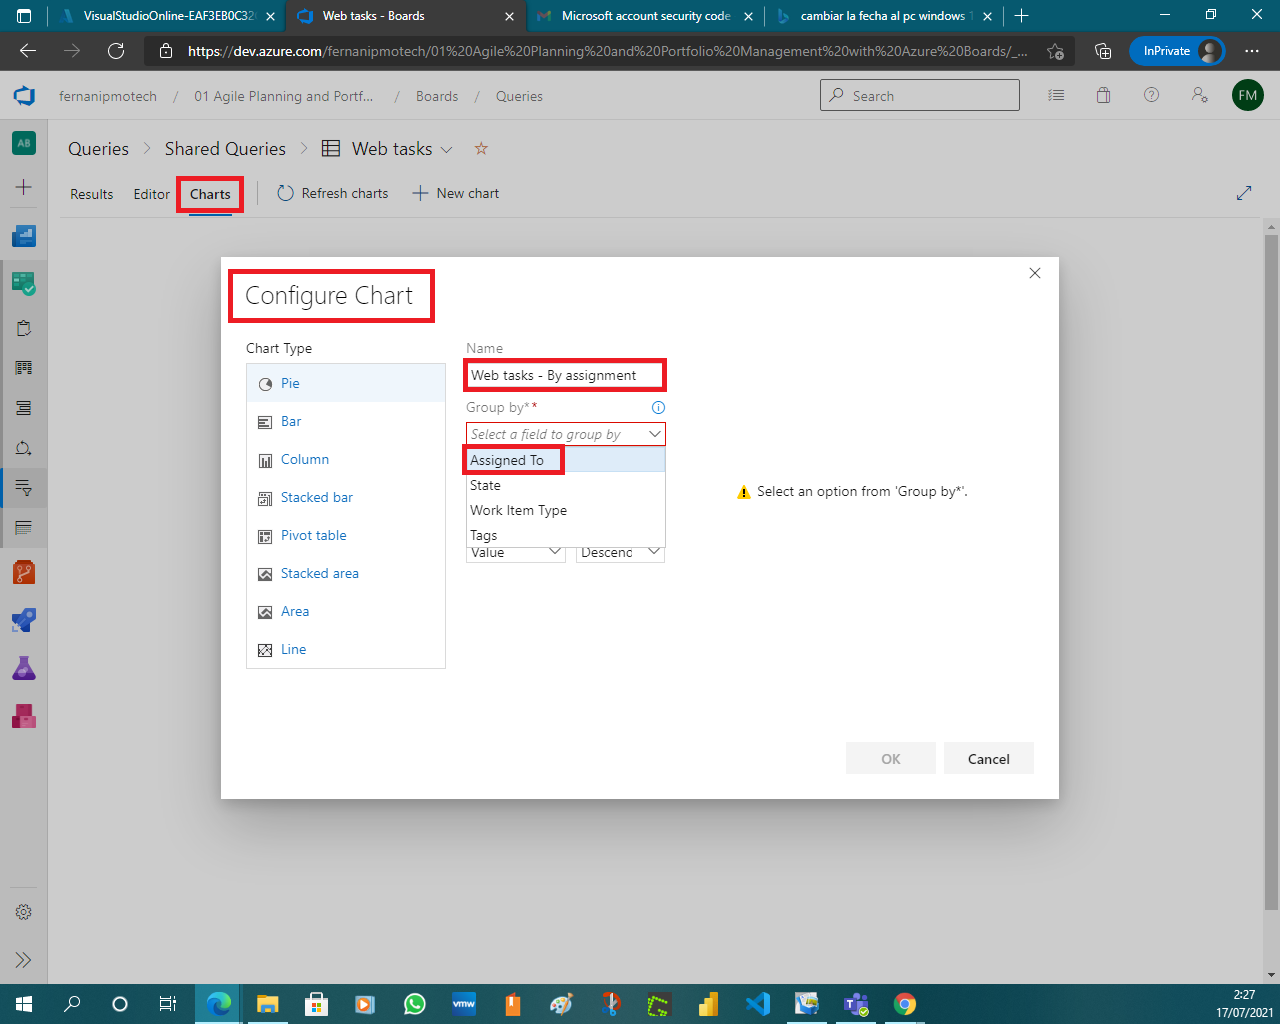 VisualStudioOnline-EAF3EB0C32
Web tasks - Boards
Microsoft account security code
cambiar la fecha al pc windows 1
https://dev.azure.com/fernanipmotech/01%20Agile%20Planning%20and%20Portfolio%20Management%20with%20Azure%20Boards/_...
InPrivate
fernanipmotech / 01 Agile Planning and Portf... / Boards / Queries
Search
FM
AB
Queries > Shared Queries > Web tasks
Results Editor Charts Refresh charts New chart
Configure Chart
Chart Type
Pie
Bar
Column
Stacked bar
Pivot table
Stacked area
Area
Line
Name
Web tasks - By assignment
Group by**
Select a field to group by
Assigned To
State
Work Item Type
Tags
Value Descenc
Select an option from 'Group by*'.
OK Cancel
vmw
2:27
17/07/2021